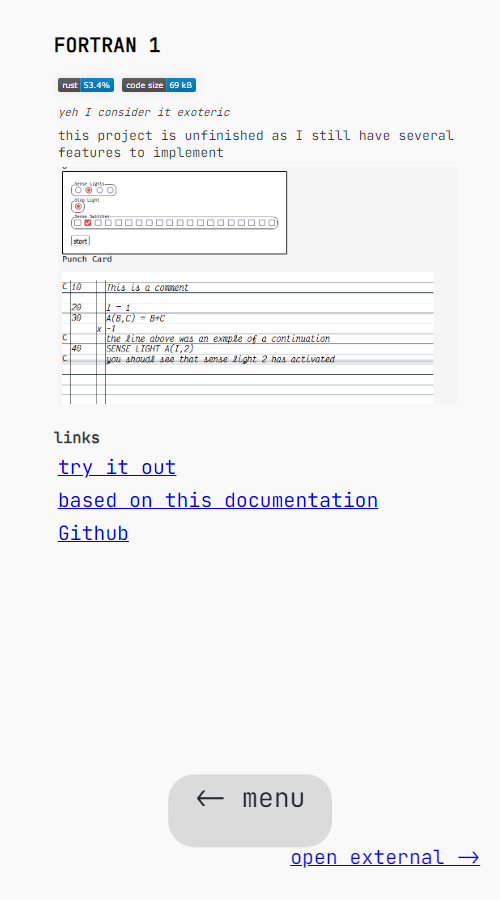 FORTRAN 1
rust 53.4% code size 69 kB
yeh I consider it exoteric
this project is unfinished as I still have several
features to implement
Sense Lights
Stop Light
Sense Switches
start
Punch Card
C 10 This is a comment
20 I = 1
30 A(B,C) = B+C
x -1
C the line above was an example of a continuation
40 SENSE LIGHT A(I,2)
C you shoudl see that sense light 2 has activated
links
try it out
based on this documentation
Github
← menu
open external →